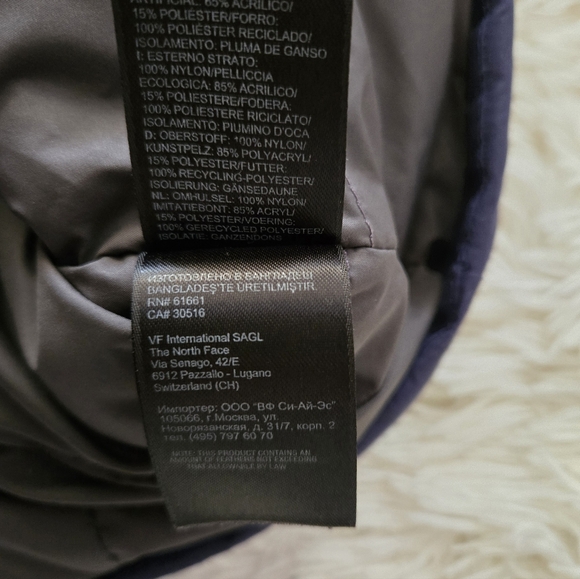 ARTIFICIAL: 85% ACRÍLICO/
15% POLIÉSTER/FORRO:
100% POLIÉSTER RECICLADO/
ISOLAMENTO: PLUMA DE GANSO
I: ESTERNO STRATO:
100% NYLON/PELLICCIA
ECOLOGICA: 85% ACRILICO/
15% POLIESTERE/FODERA:
100% POLIESTERE RICICLATO/
ISOLAMENTO: PIUMINO D'OCA
D: OBERSTOFF: 100% NYLON/
KUNSTPELZ: 85% POLYACRYL/
15% POLYESTER/FUTTER:
100% RECYCLING-POLYESTER/
ISOLIERUNG: GÄNSEDAUNE
NL: OMHULSEL: 100% NYLON/
IMITATIEBONT: 85% ACRYL/
15% POLYESTER/VOERING:
100% GERECYCLED POLYESTER/
ISOLATIE: GANZENDONS
ИЗГОТОВЛЕНО В БАНГЛАДЕШ
BANGLADEŞ'TE ÜRETİLMİŞTİR.
RN# 61661
CA# 30516
VF International SAGL
The North Face
Via Senago, 42/E
6912 Pazzallo - Lugano
Switzerland (CH)
Импортер: ООО "ВФ Си-Ай-Эс"
105066, г.Москва, ул.
Новорязанская, д. 31/7, корп. 2
тел. (495) 797 60 70
NOTE: THIS PRODUCT CONTAINS AN
AMOUNT OF FEATHERS NOT EXCEEDING
THAT ALLOWABLE BY LAW